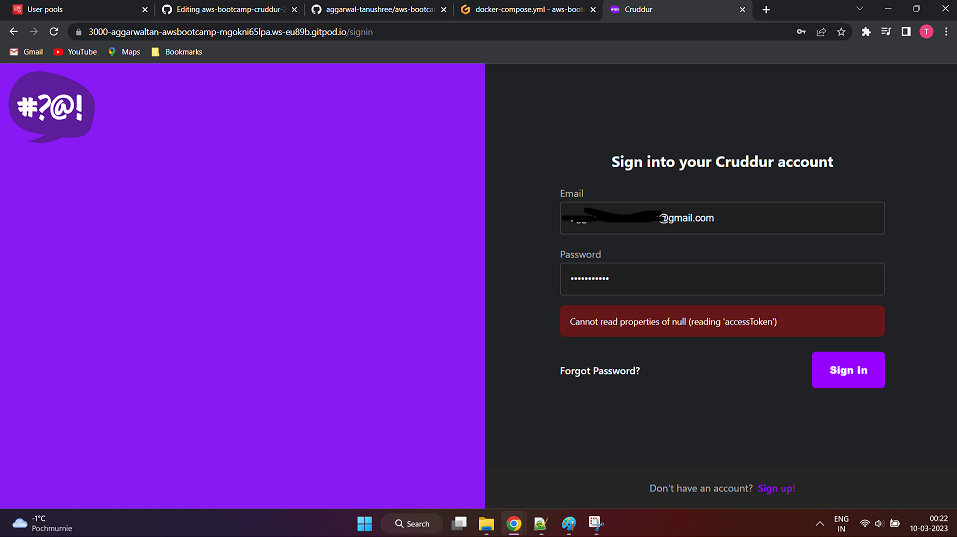 User pools
Editing aws-bootcamp-cruddur-
aggarwal-tanushree/aws-bootca
docker-compose.yml - aws-boot
Cruddur
3000-aggarwaltan-awsbootcamp-mgokni65lpa.ws-eu89b.gitpod.io/signin
T
Gmail
YouTube
Maps
Bookmarks
#?@!
Sign into your Cruddur account
Email
@gmail.com
Password
•••••••••••
Cannot read properties of null (reading 'accessToken')
Forgot Password?
Sign In
Don't have an account? Sign up!
-1°C
Pochmurnie
Search
ENG
IN
00:22
10-03-2023